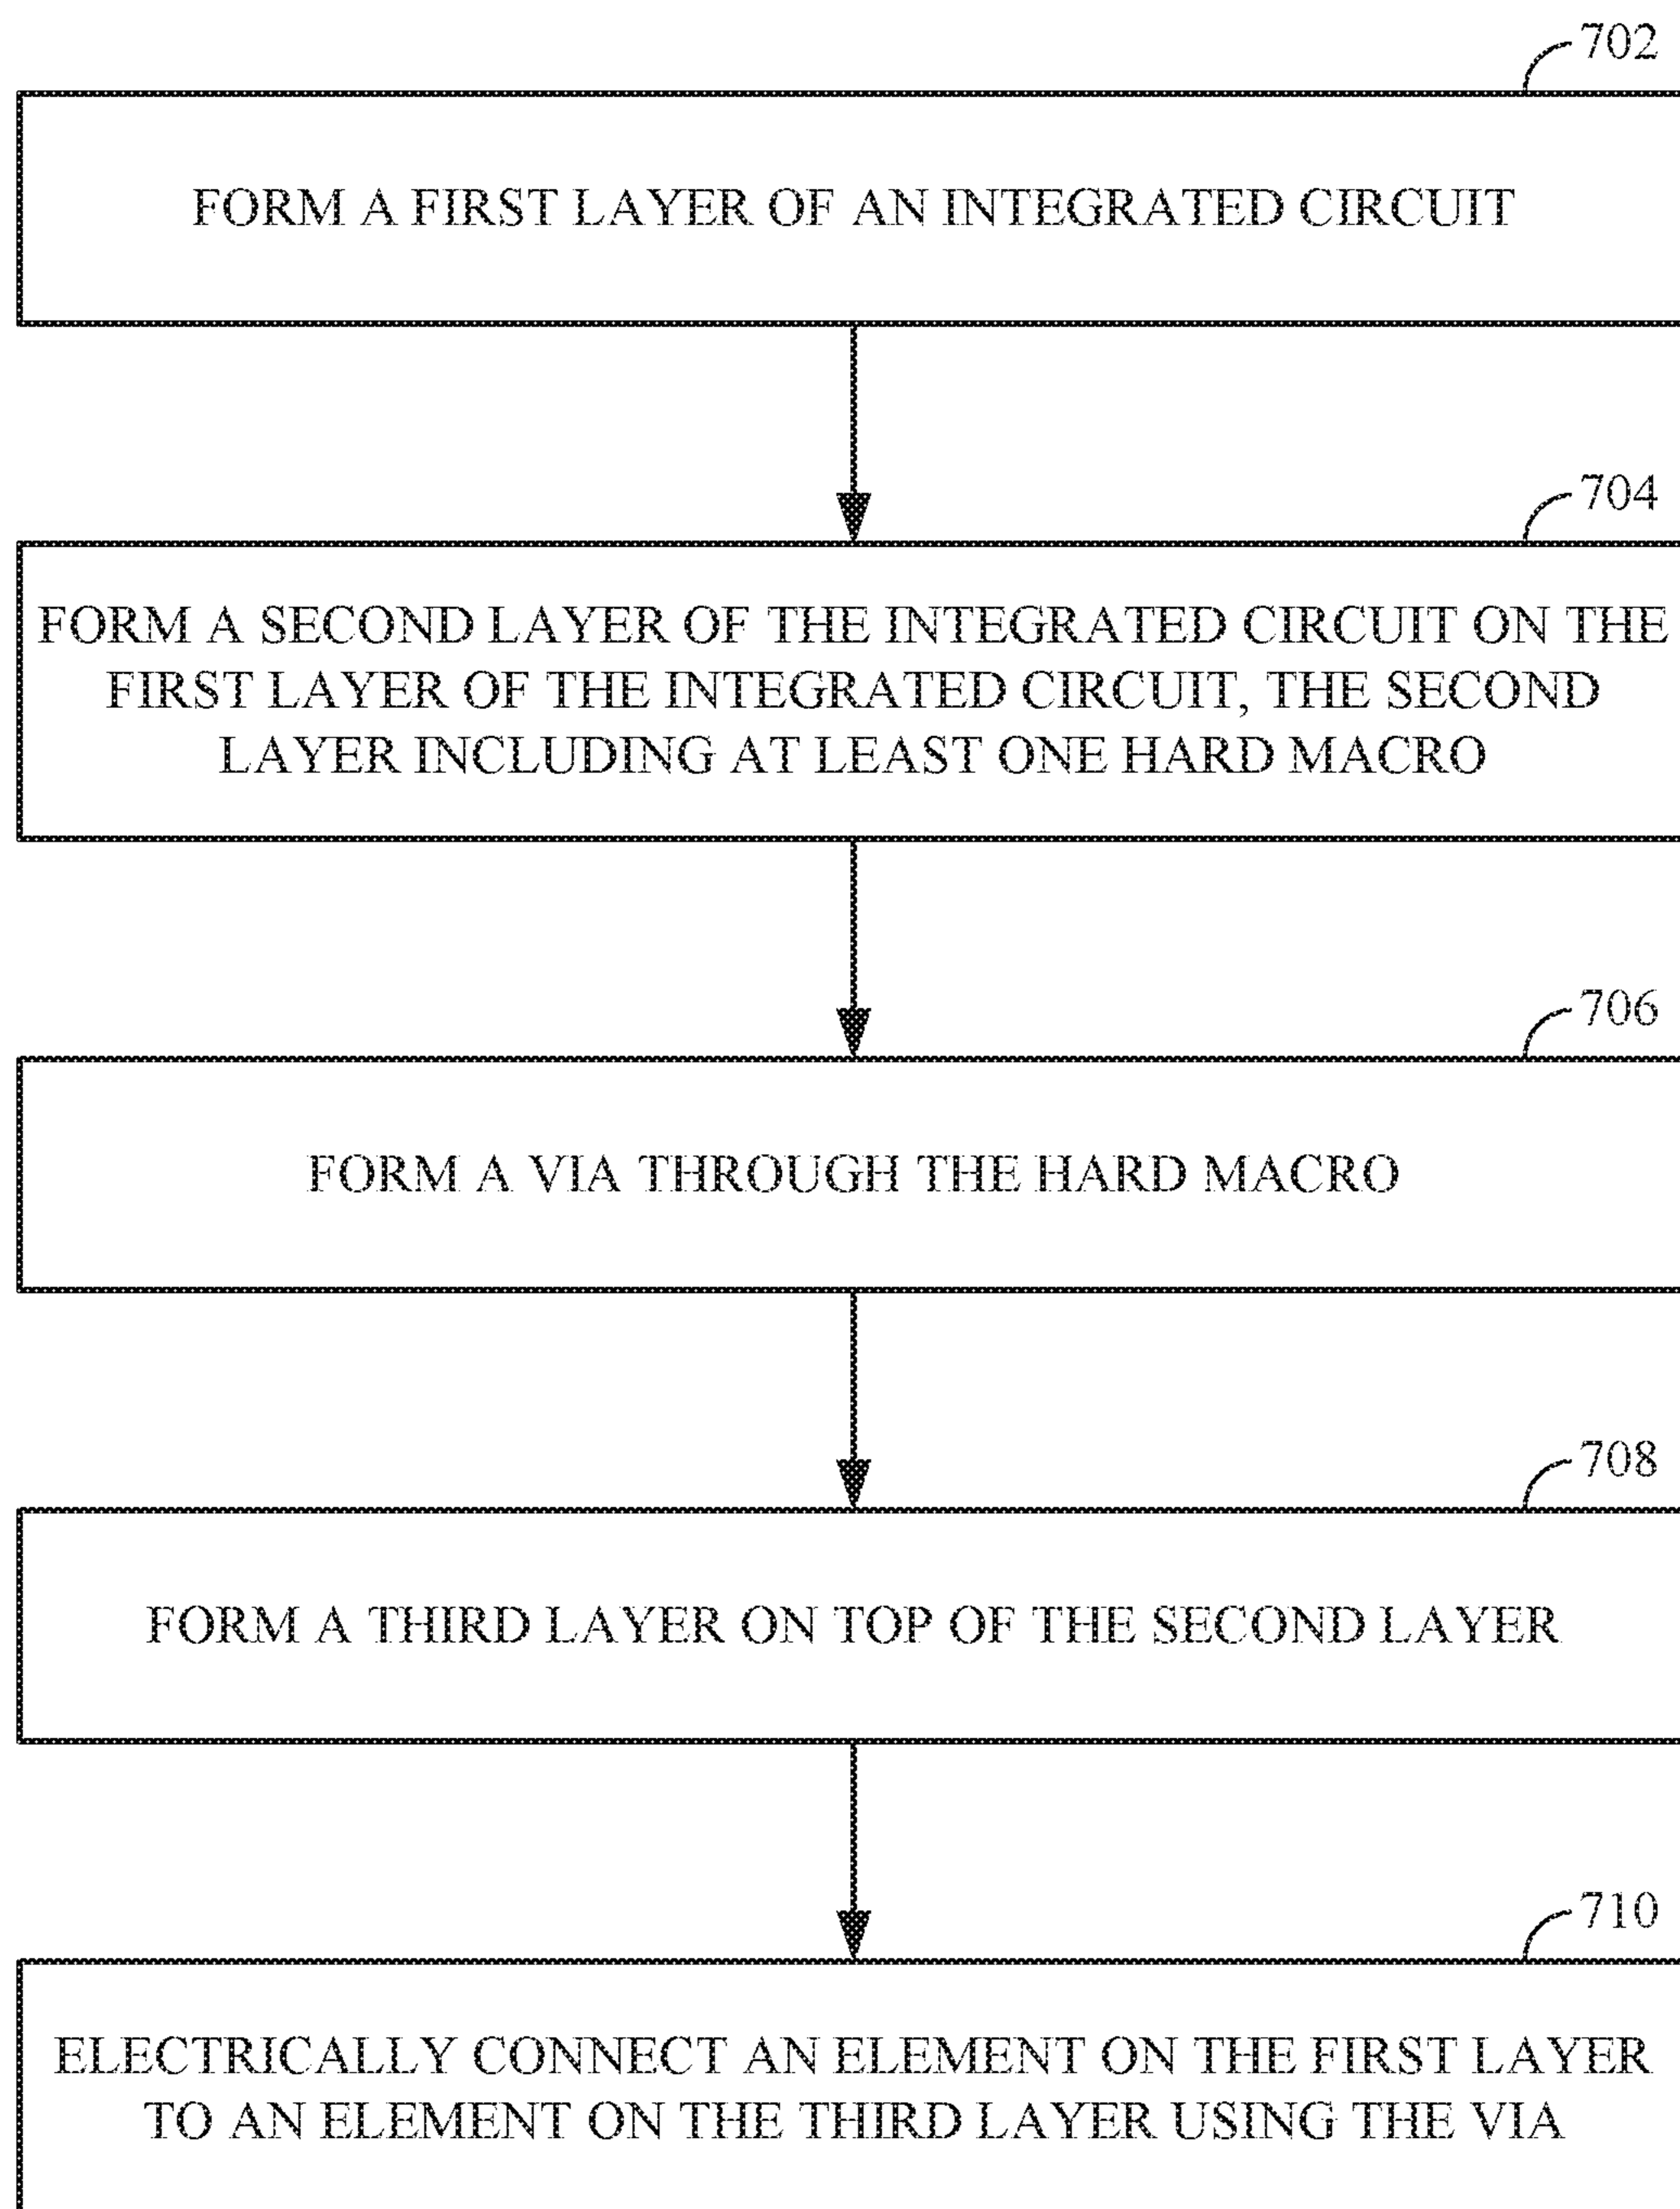 702
FORM A FIRST LAYER OF AN INTEGRATED CIRCUIT
704
FORM A SECOND LAYER OF THE INTEGRATED CIRCUIT ON THE
FIRST LAYER OF THE INTEGRATED CIRCUIT, THE SECOND
LAYER INCLUDING AT LEAST ONE HARD MACRO
706
FORM A VIA THROUGH THE HARD MACRO
708
FORM A THIRD LAYER ON TOP OF THE SECOND LAYER
710
ELECTRICALLY CONNECT AN ELEMENT ON THE FIRST LAYER
TO AN ELEMENT ON THE THIRD LAYER USING THE VIA